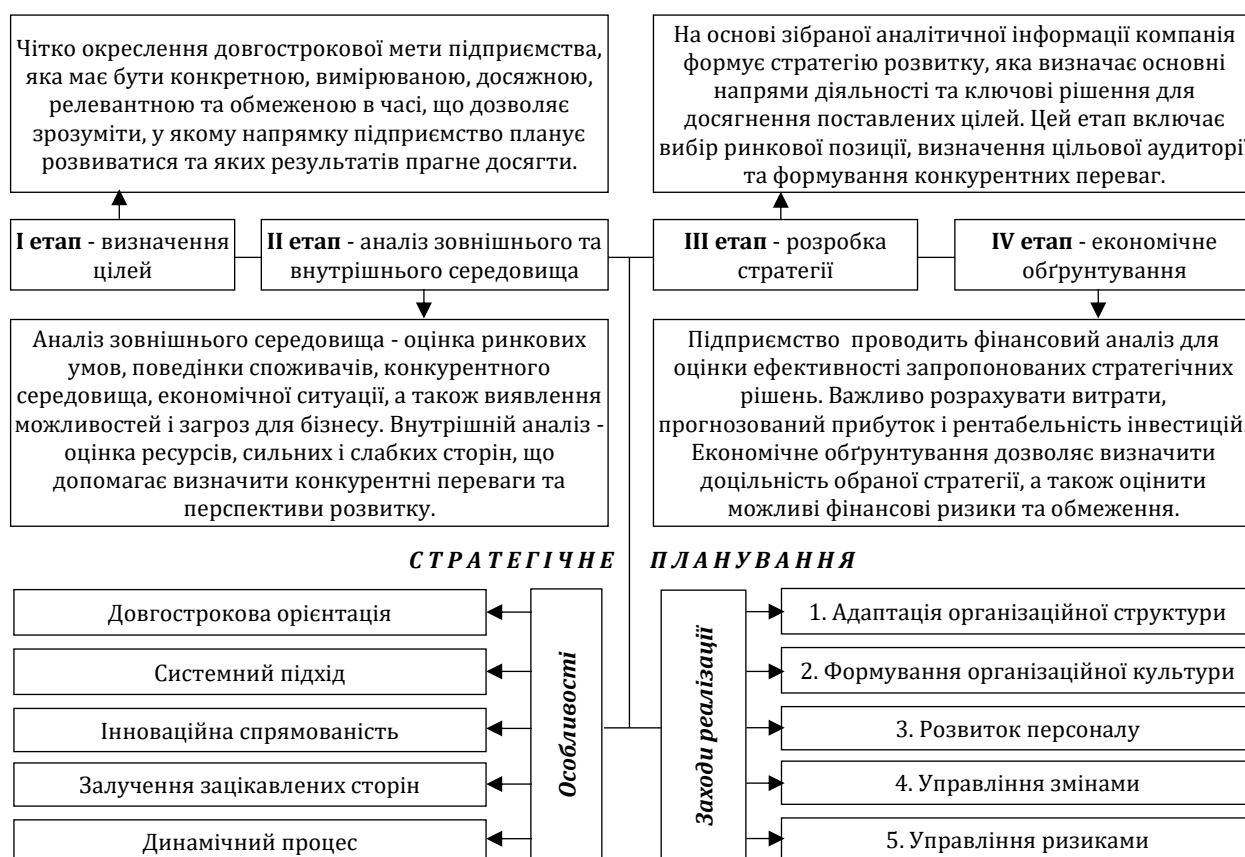 Чітко окреслення довгострокової мети підприємства,
яка має бути конкретною, вимірюваною, досяжною,
релевантною та обмеженою в часі, що дозволяє
зрозуміти, у якому напрямку підприємство планує
розвиватися та яких результатів прагне досягти.
На основі зібраної аналітичної інформації компанія
формує стратегію розвитку, яка визначає основні
напрями діяльності та ключові рішення для
досягнення поставлених цілей. Цей етап включає
вибір ринкової позиції, визначення цільової аудиторії
та формування конкурентних переваг.
І етап - визначення
цілей
ІІ етап - аналіз зовнішнього та
внутрішнього середовища
ІІІ етап - розробка
стратегії
IV етап - економічне
обґрунтування
Аналіз зовнішнього середовища - оцінка ринкових
умов, поведінки споживачів, конкурентного
середовища, економічної ситуації, а також виявлення
можливостей і загроз для бізнесу. Внутрішній аналіз -
оцінка ресурсів, сильних і слабких сторін, що
допомагає визначити конкурентні переваги та
перспективи розвитку.
Підприємство проводить фінансовий аналіз для
оцінки ефективності запропонованих стратегічних
рішень. Важливо розрахувати витрати,
прогнозований прибуток і рентабельність інвестицій.
Економічне обґрунтування дозволяє визначити
доцільність обраної стратегії, а також оцінити
можливі фінансові ризики та обмеження.
СТРАТЕГІЧНЕ ПЛАНУВАННЯ
Особливості
Довгострокова орієнтація
Системний підхід
Інноваційна спрямованість
Залучення зацікавлених сторін
Динамічний процес
Заходи реалізації
1. Адаптація організаційної структури
2. Формування організаційної культури
3. Розвиток персоналу
4. Управління змінами
5. Управління ризиками